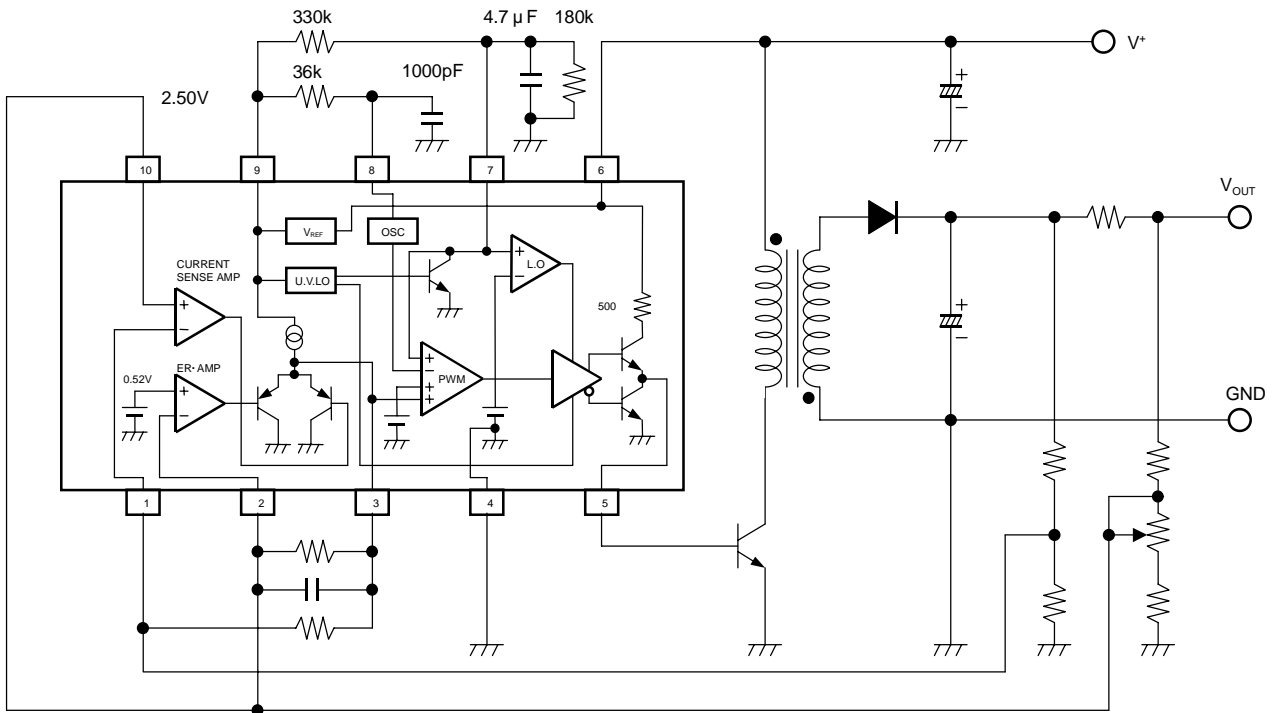 330k
4.7 µ F 180k
V+
36k
1000pF
2.50V
10
9
8
7
6
VREF
OSC
VOUT
CURRENT
SENSE AMP
+
−
U.V.LO
+
L.O
−
500
ER・AMP
0.52V
+
−
+
−
+
+
PWM
+
−
+
−
GND
1
2
3
4
5